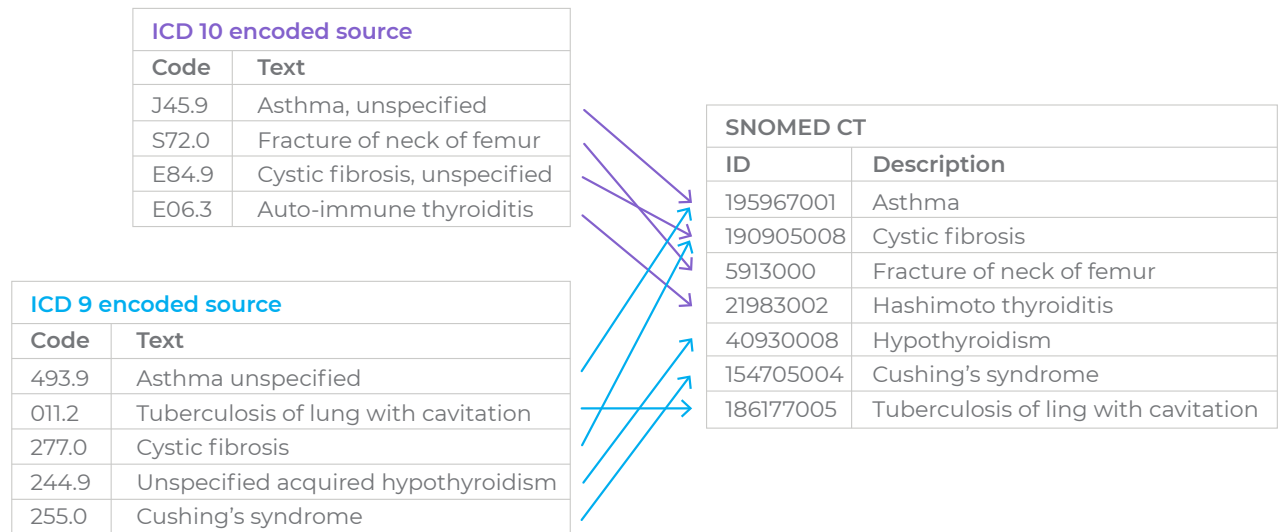 ICD 10 encoded source
Code Text
J45.9 Asthma, unspecified
S72.0 Fracture of neck of femur
E84.9 Cystic fibrosis, unspecified
E06.3 Auto-immune thyroiditis
ICD 9 encoded source
Code Text
493.9 Asthma unspecified
011.2 Tuberculosis of lung with cavitation
277.0 Cystic fibrosis
244.9 Unspecified acquired hypothyroidism
255.0 Cushing’s syndrome
SNOMED CT
ID Description
195967001 Asthma
190905008 Cystic fibrosis
5913000 Fracture of neck of femur
21983002 Hashimoto thyroiditis
40930008 Hypothyroidism
154705004 Cushing’s syndrome
186177005 Tuberculosis of ling with cavitation